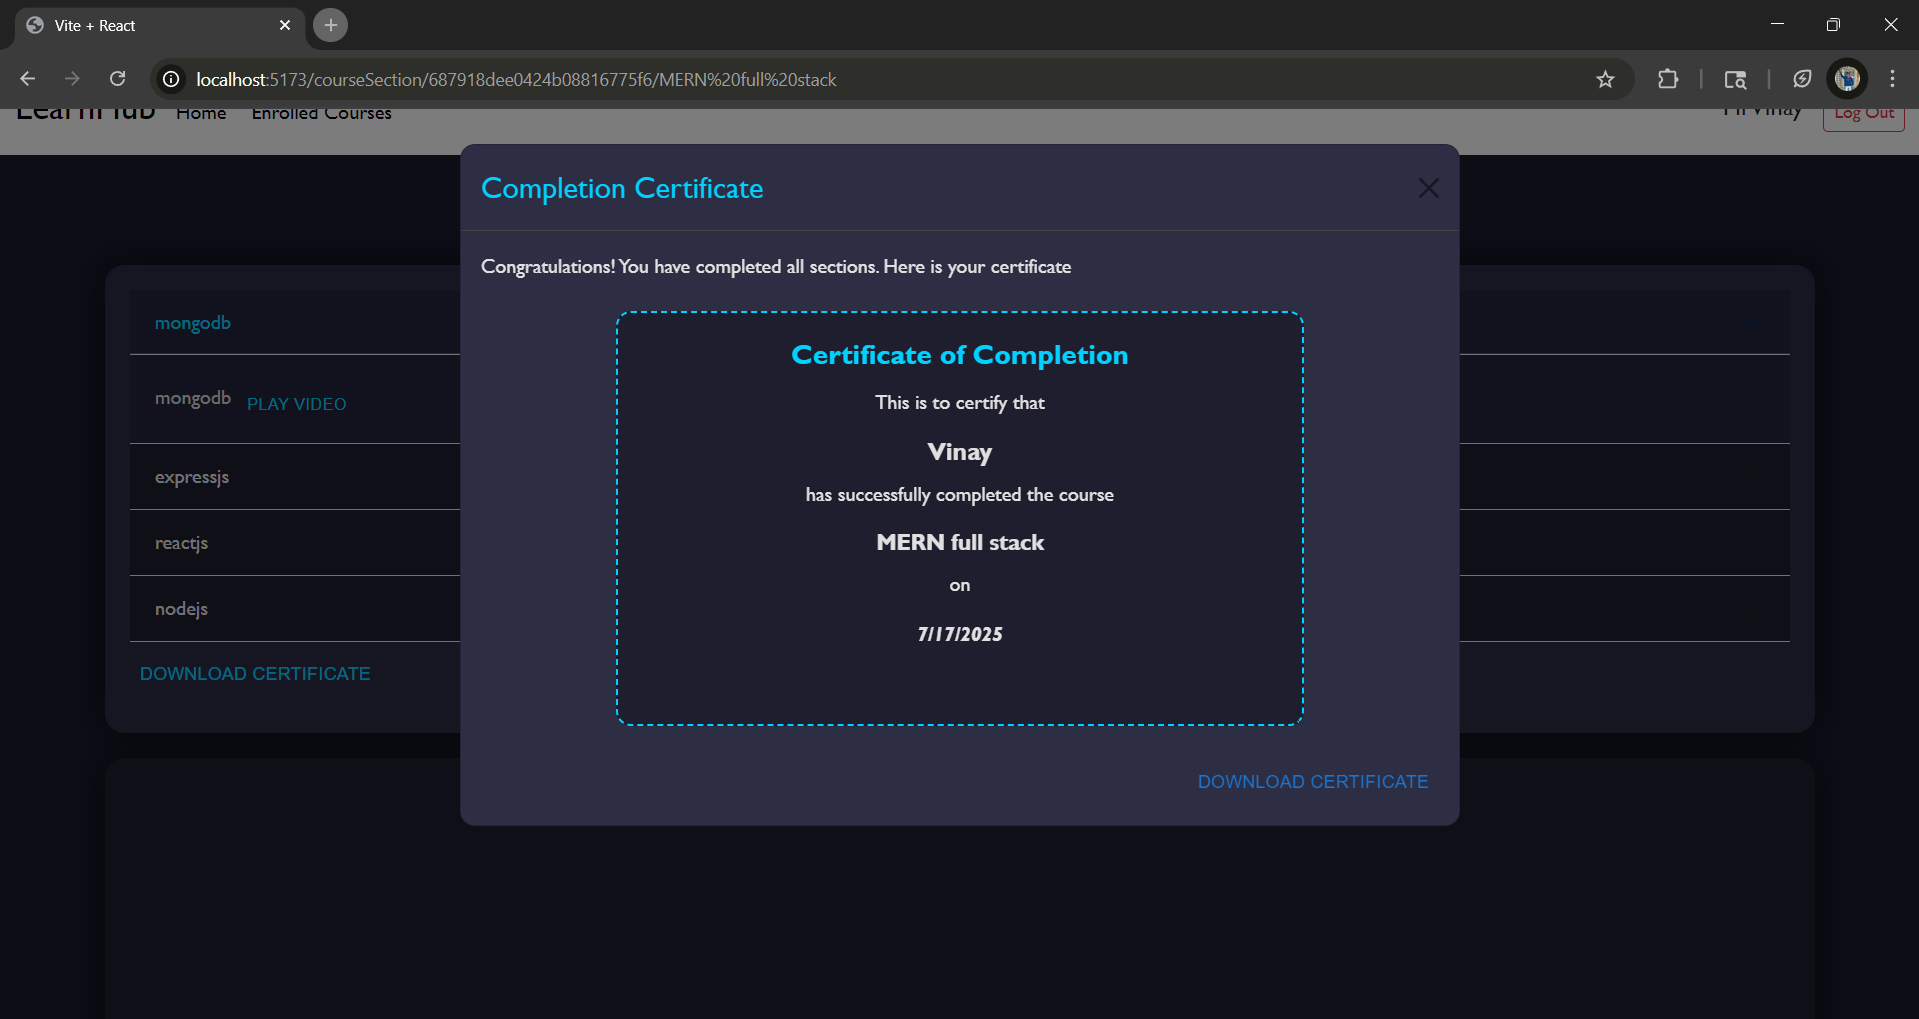 Vite + React
localhost:5173/courseSection/687918dee0424b08816775f6/MERN%20full%20stack
LearnHub Home Enrolled Courses
Hi Vinay Log Out
Completion Certificate
Congratulations! You have completed all sections. Here is your certificate
Certificate of Completion
This is to certify that
Vinay
has successfully completed the course
MERN full stack
on
7/17/2025
DOWNLOAD CERTIFICATE
mongodb
mongodb PLAY VIDEO
expressjs
reactjs
nodejs
DOWNLOAD CERTIFICATE